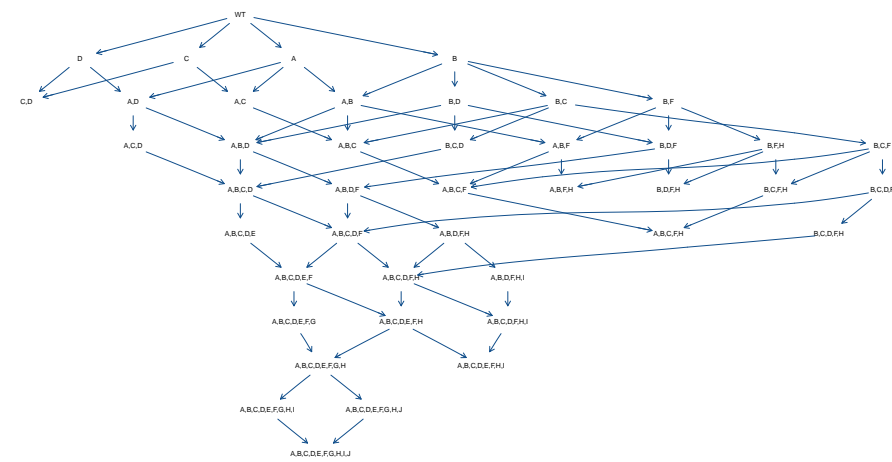 WT
D C A B
C,D A,D A,C A,B B,D B,C B,F
A,C,D A,B,D A,B,C B,C,D A,B,F B,D,F B,F,H B,C,F
A,B,C,D A,B,D,F A,B,C,F A,B,F,H B,D,F,H B,C,F,H B,C,D,F
A,B,C,D,E A,B,C,D,F A,B,D,F,H A,B,C,F,H B,C,D,F,H
A,B,C,D,E,F A,B,C,D,F,H A,B,D,F,H,I
A,B,C,D,E,F,G A,B,C,D,E,F,H A,B,C,D,F,H,I
A,B,C,D,E,F,G,H A,B,C,D,E,F,H,I
A,B,C,D,E,F,G,H,I A,B,C,D,E,F,G,H,J
A,B,C,D,E,F,G,H,I,J